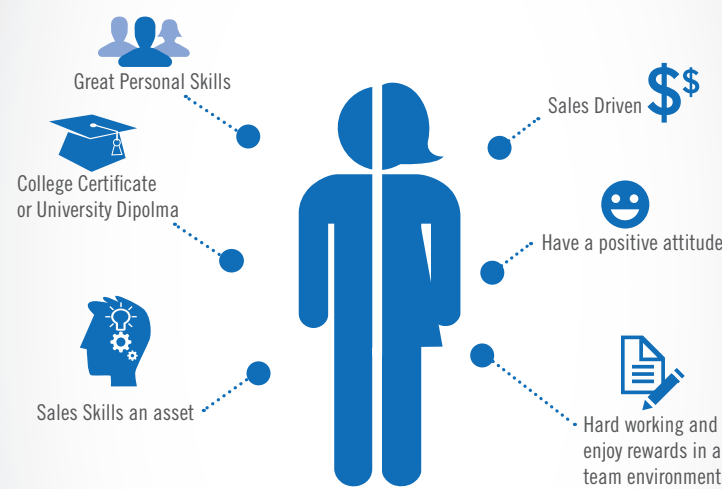 Great Personal Skills
College Certificate
or University Dipolma
Sales Skills an asset
Sales Driven
$$
Have a positive attitude
Hard working and
enjoy rewards in a
team environment